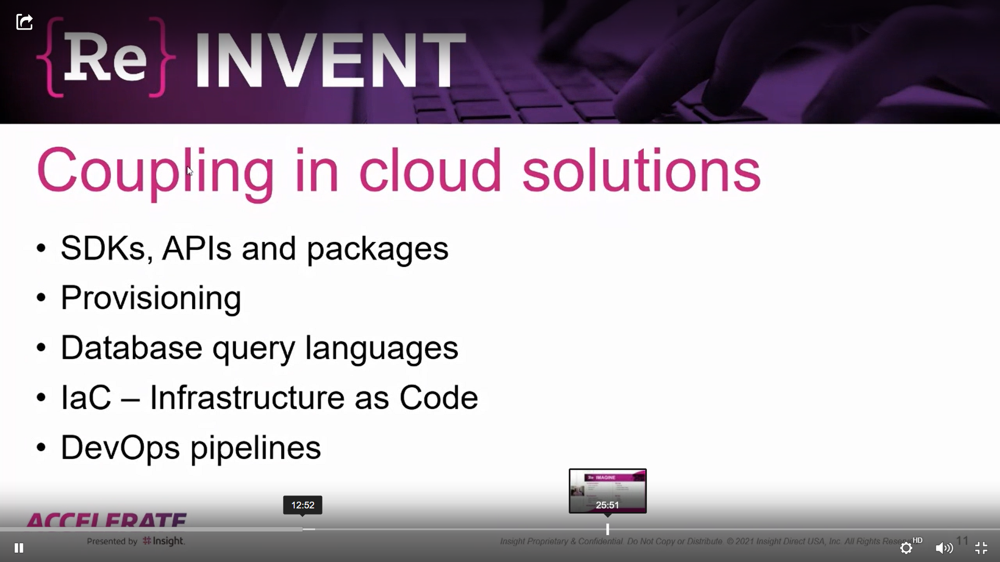 {Re} INVENT
Coupling in cloud solutions
• SDKs, APIs and packages
• Provisioning
• Database query languages
• IaC – Infrastructure as Code
• DevOps pipelines
Re IMAGINE
12:52
25:51
ACCELERATE
Presented by Insight.
Insight Proprietary & Confidential. Do Not Copy or Distribute. © 2021 Insight Direct USA, Inc. All Rights
11
HD